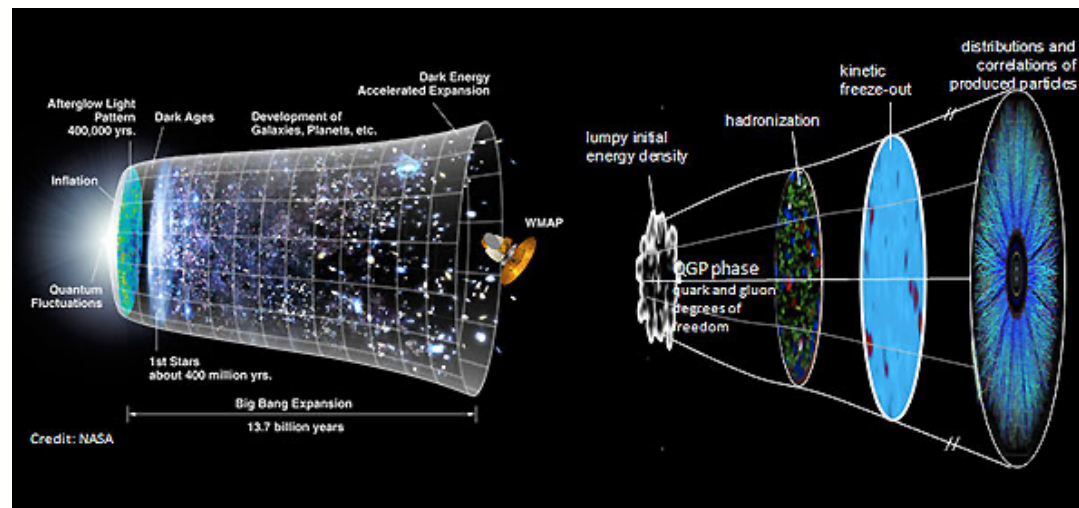 Dark Energy
Accelerated Expansion
Afterglow Light
Pattern
400,000 yrs.
Dark Ages
Development of
Galaxies, Planets, etc.
Inflation
WMAP
Quantum
Fluctuations
1st Stars
about 400 million yrs.
Big Bang Expansion
13.7 billion years
Credit: NASA
lumpy initial
energy density
QGP phase
quark and gluon
degrees of
freedom
hadronization
kinetic
freeze-out
distributions and
correlations of
produced particles
//
//